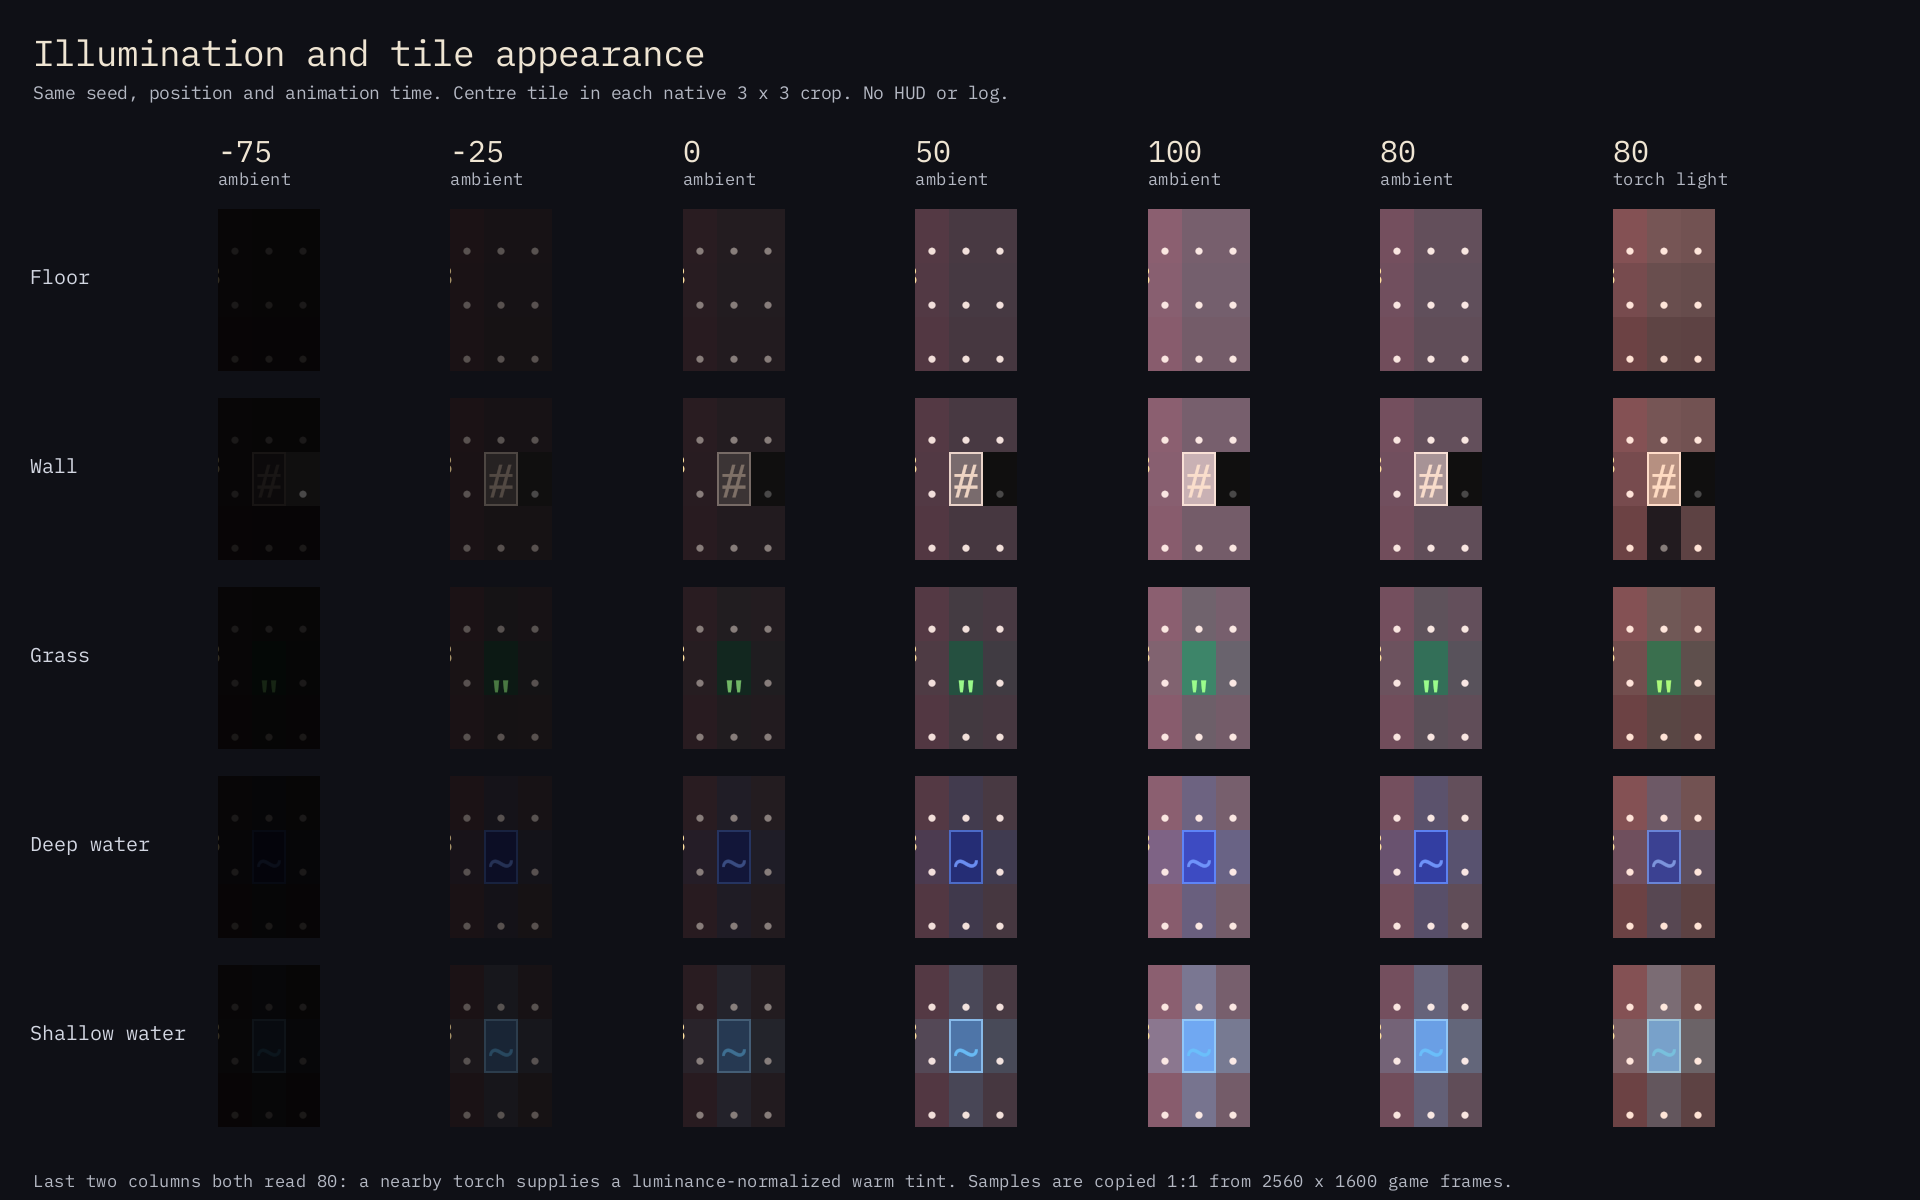 Illumination and tile appearance
Same seed, position and animation time. Centre tile in each native 3 x 3 crop. No HUD or log.
-75 -25 0 50 100 80 80
ambient ambient ambient ambient ambient ambient torch light
Floor
Wall # # # # # # #
Grass " " " " " " "
Deep water ~ ~ ~ ~ ~ ~ ~
Shallow water ~ ~ ~ ~ ~ ~ ~
Last two columns both read 80: a nearby torch supplies a luminance-normalized warm tint. Samples are copied 1:1 from 2560 x 1600 game frames.